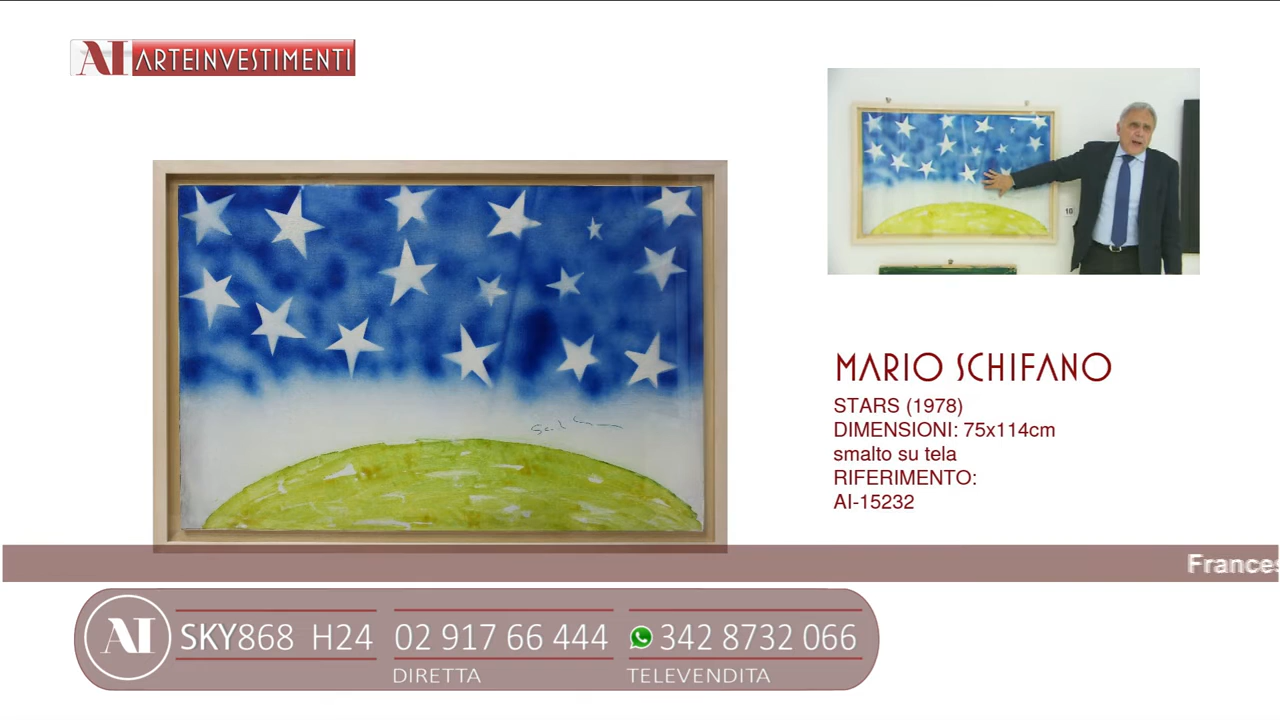 AI ARTEINVESTIMENTI
10
MARIO SCHIFANO
STARS (1978)
DIMENSIONI: 75x114cm
smalto su tela
RIFERIMENTO:
AI-15232
Frances
AI SKY868 H24 02 917 66 444 342 8732 066
DIRETTA TELEVENDITA